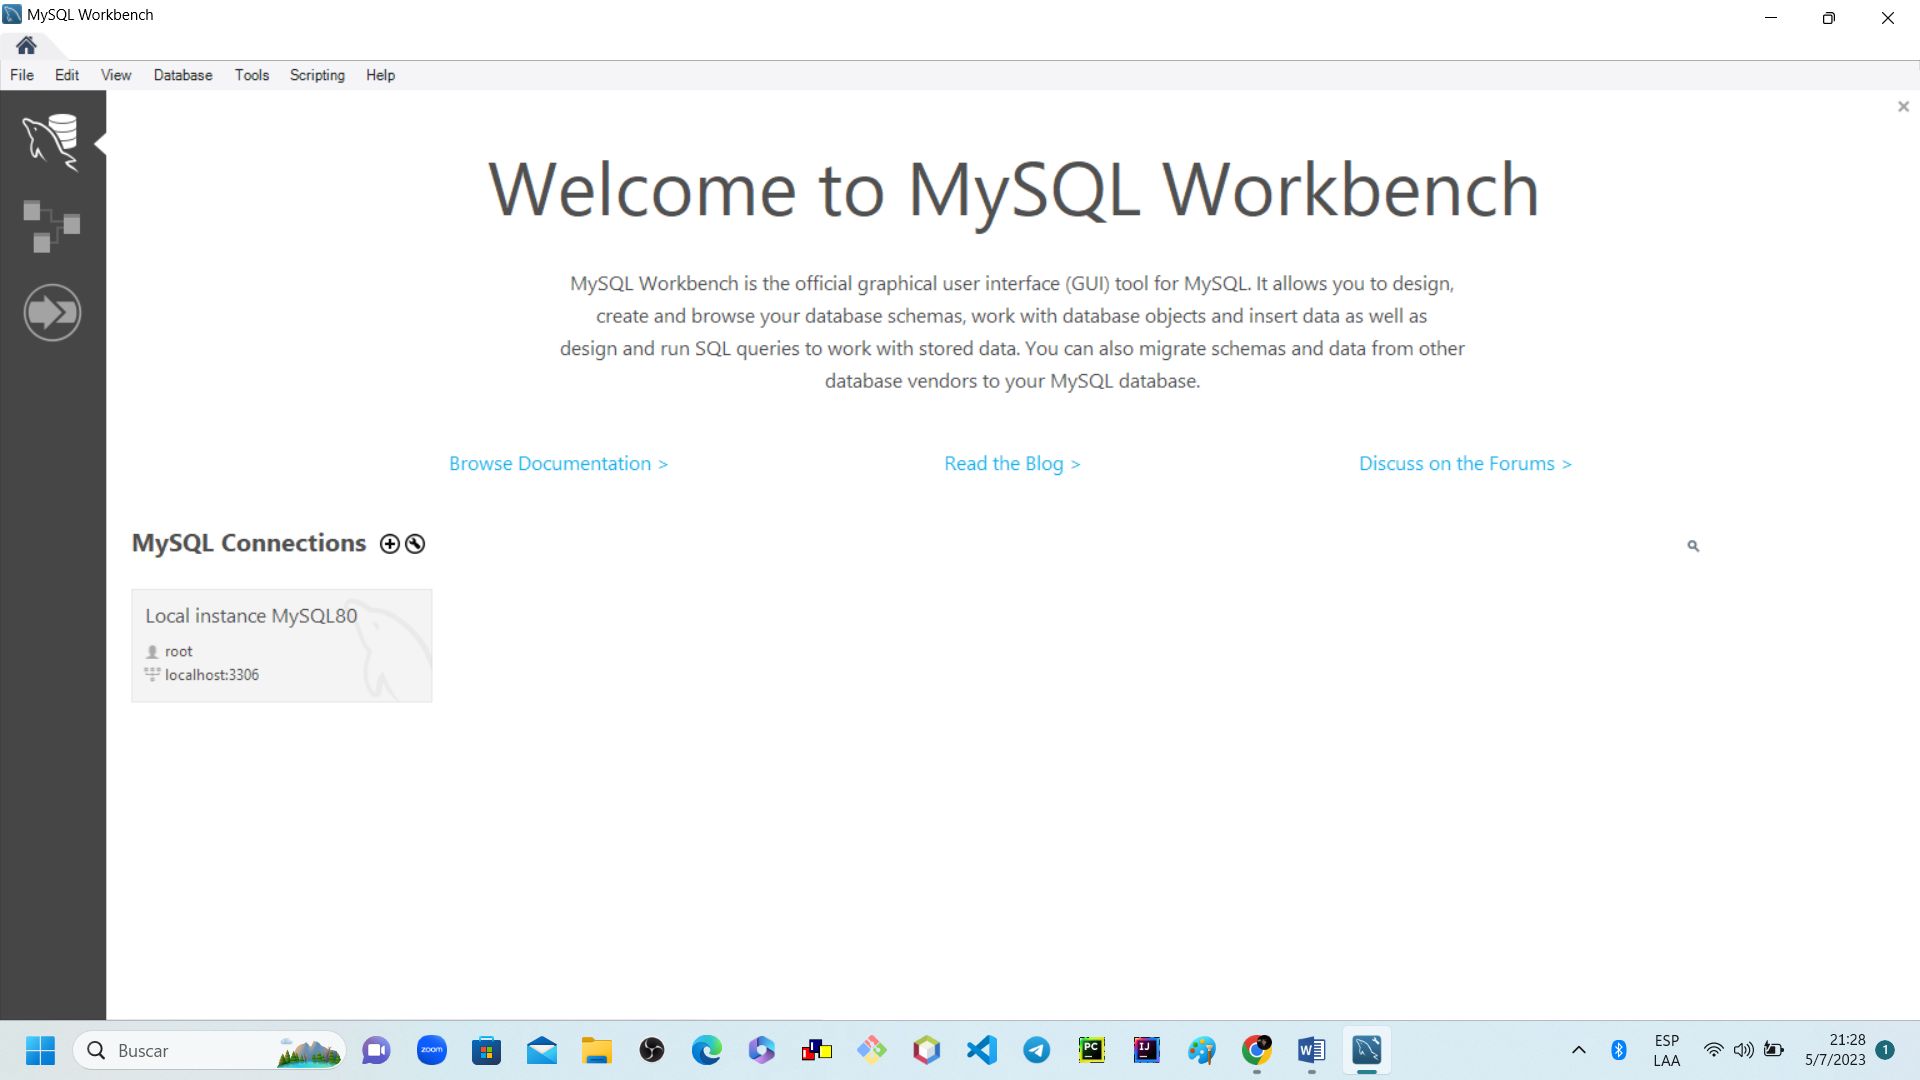 MySQL Workbench
File Edit View Database Tools Scripting Help
Welcome to MySQL Workbench
MySQL Workbench is the official graphical user interface (GUI) tool for MySQL. It allows you to design,
create and browse your database schemas, work with database objects and insert data as well as
design and run SQL queries to work with stored data. You can also migrate schemas and data from other
database vendors to your MySQL database.
Browse Documentation > Read the Blog > Discuss on the Forums >
MySQL Connections
Local instance MySQL80
root
localhost:3306
Buscar
zoom
PC
IJ
W
ESP
LAA
21:28
5/7/2023
1